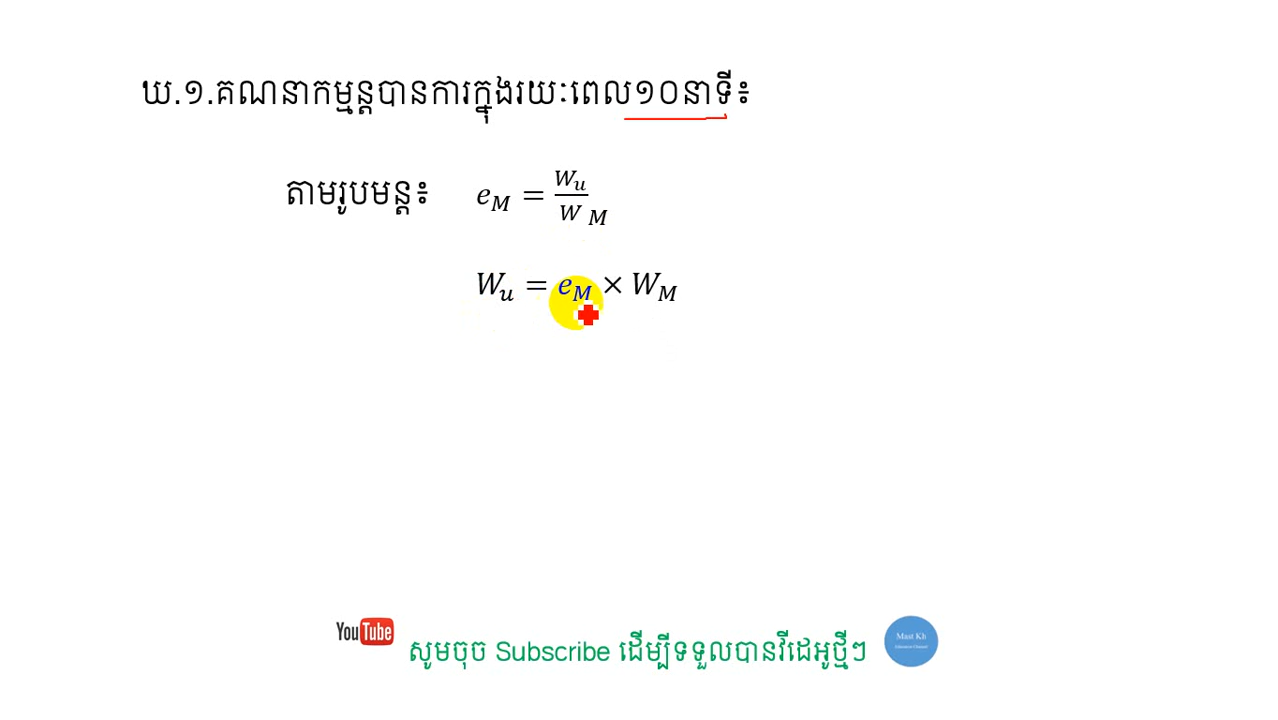 ឃ.១.គណនាកម្មន្តបានការក្នុងរយៈពេល១០នាទី៖
តាមរូបមន្ត៖ e_M = W_u / W _M
W_u = e_M × W_M
YouTube
សូមចុច Subscribe ដើម្បីទទួលបានវីដេអូថ្មីៗ
Maat Kh